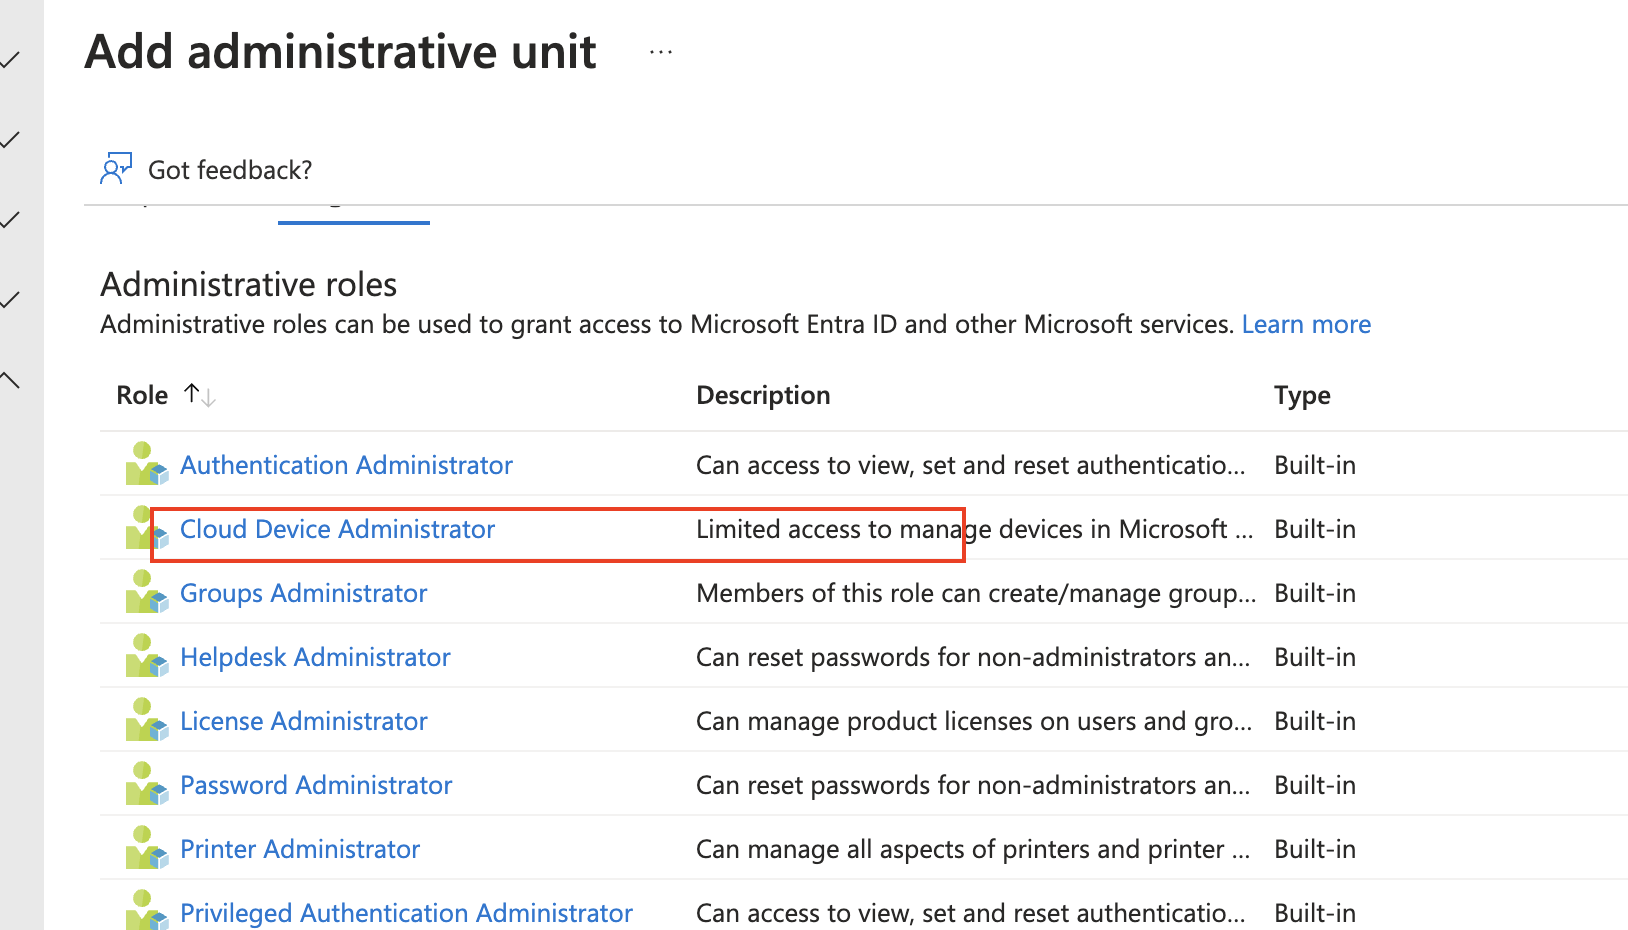 Add administrative unit ...
Got feedback?
Administrative roles
Administrative roles can be used to grant access to Microsoft Entra ID and other Microsoft services. Learn more
Role ↑↓ Description Type
Authentication Administrator Can access to view, set and reset authenticatio... Built-in
Cloud Device Administrator Limited access to manage devices in Microsoft ... Built-in
Groups Administrator Members of this role can create/manage group... Built-in
Helpdesk Administrator Can reset passwords for non-administrators an... Built-in
License Administrator Can manage product licenses on users and gro... Built-in
Password Administrator Can reset passwords for non-administrators an... Built-in
Printer Administrator Can manage all aspects of printers and printer ... Built-in
Privileged Authentication Administrator Can access to view, set and reset authenticatio... Built-in